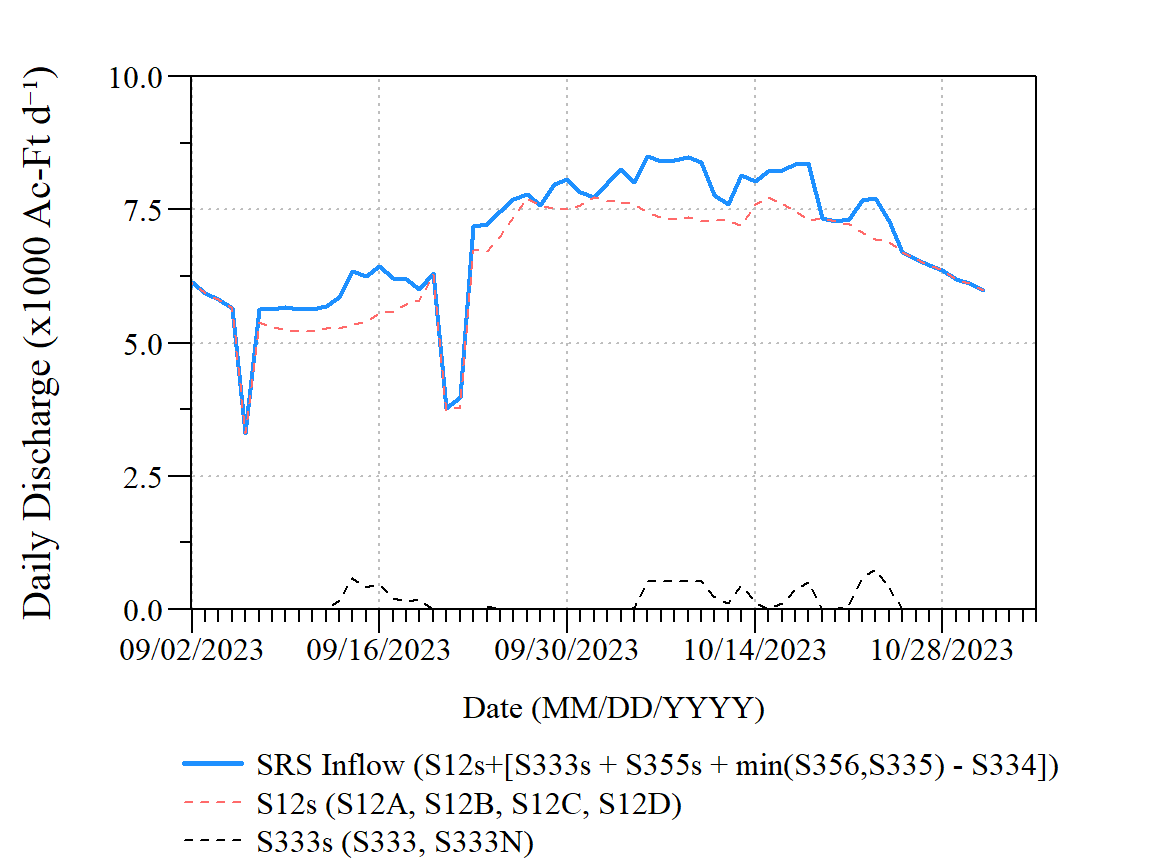 Daily Discharge (x1000 Ac-Ft d⁻¹)
10.0
7.5
5.0
2.5
0.0
09/02/2023 09/16/2023 09/30/2023 10/14/2023 10/28/2023
Date (MM/DD/YYYY)
SRS Inflow (S12s+[S333s + S355s + min(S356,S335) - S334])
S12s (S12A, S12B, S12C, S12D)
S333s (S333, S333N)